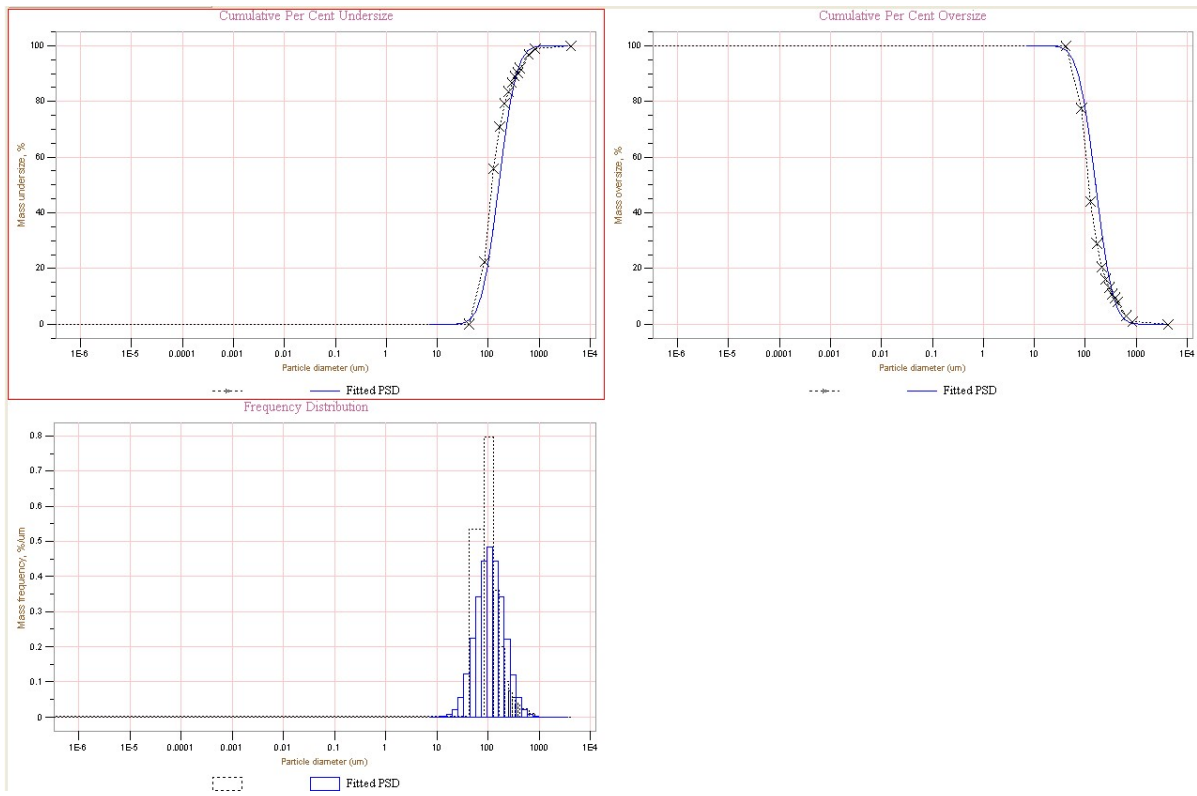 Cumulative Per Cent Undersize
Mass undersize, %
100
80
60
40
20
0
1E-6 1E-5 0.0001 0.001 0.01 0.1 1 10 100 1000 1E4
Particle diameter (um)
Fitted PSD
Cumulative Per Cent Oversize
Mass oversize, %
100
80
60
40
20
0
1E-6 1E-5 0.0001 0.001 0.01 0.1 1 10 100 1000 1E4
Particle diameter (um)
Fitted PSD
Frequency Distribution
Mass frequency, %/um
0.8
0.7
0.6
0.5
0.4
0.3
0.2
0.1
0
1E-6 1E-5 0.0001 0.001 0.01 0.1 1 10 100 1000 1E4
Particle diameter (um)
Fitted PSD